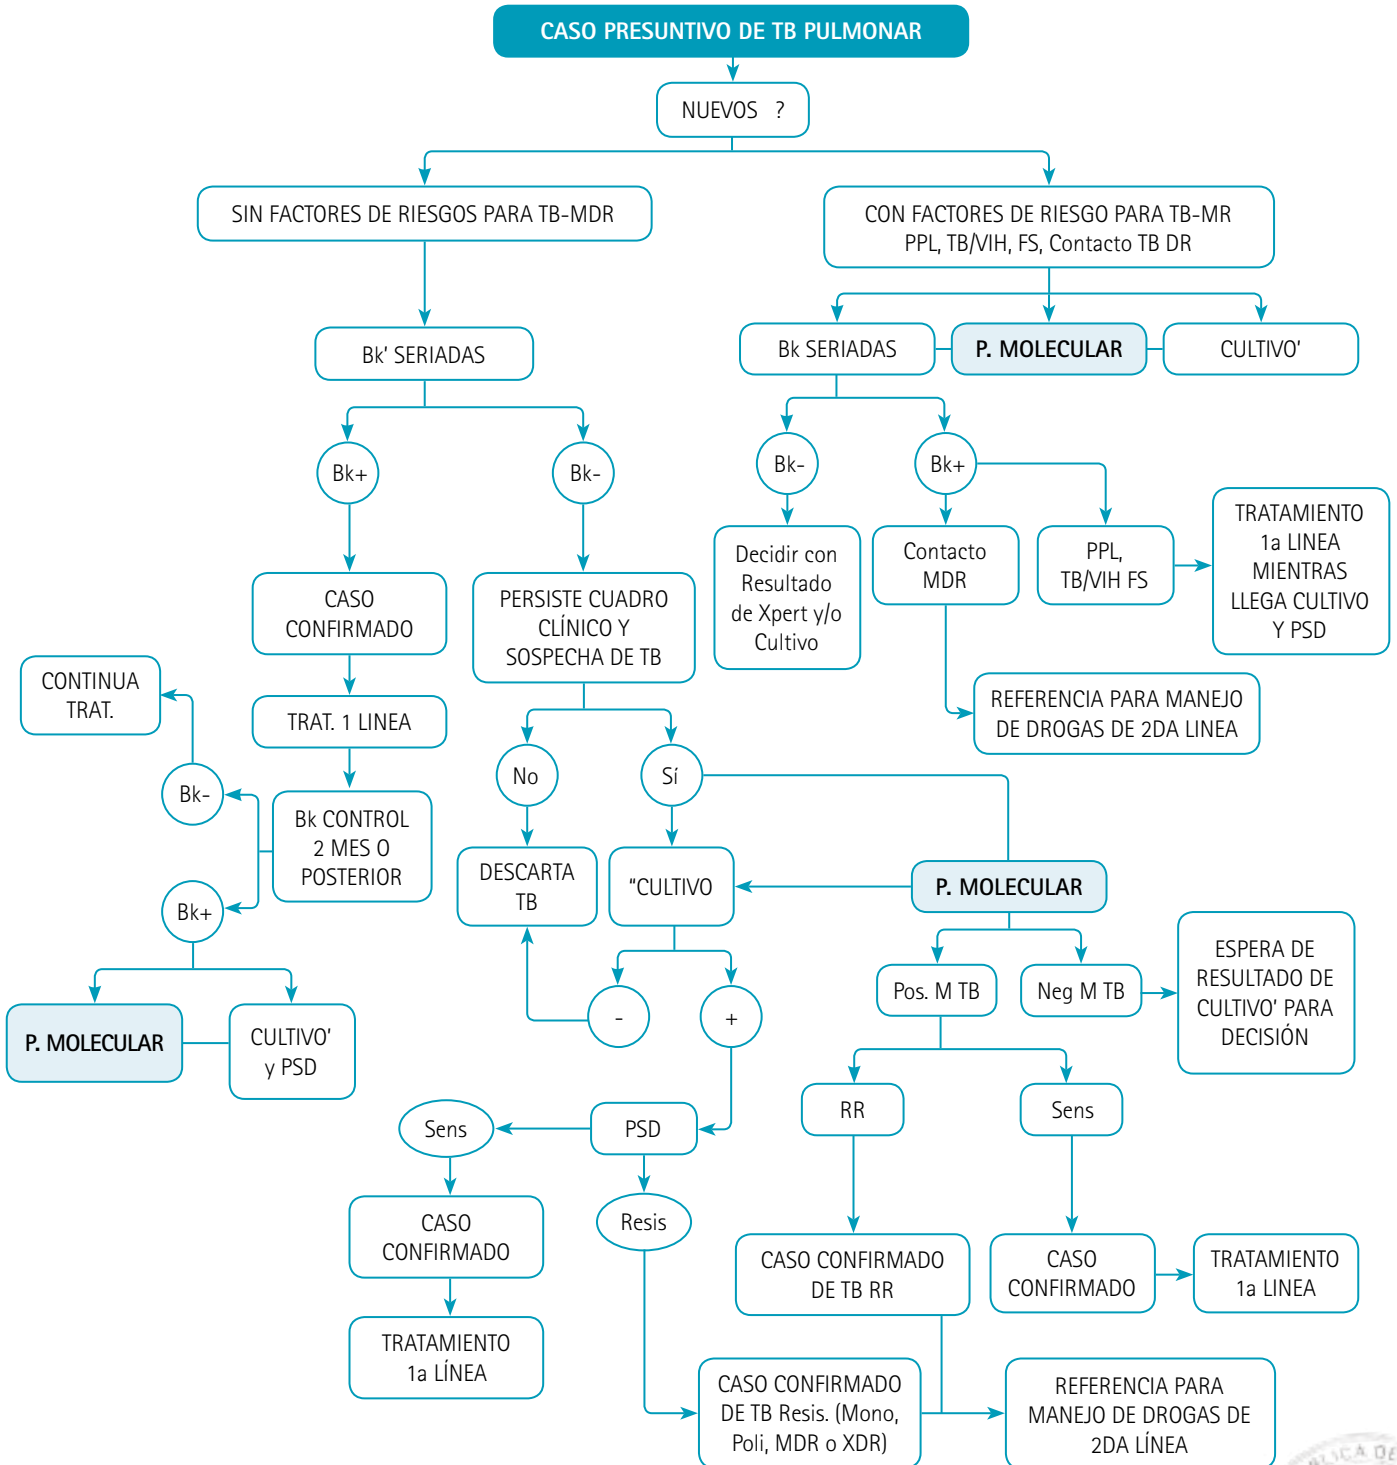 CASO PRESUNTIVO DE TB PULMONAR
NUEVOS ?
SIN FACTORES DE RIESGOS PARA TB-MDR
CON FACTORES DE RIESGO PARA TB-MR
PPL, TB/VIH, FS, Contacto TB DR
Bk' SERIADAS
Bk SERIADAS
P. MOLECULAR
CULTIVO'
Bk+
Bk-
Bk-
Bk+
CASO
CONFIRMADO
PERSISTE CUADRO
CLÍNICO Y
SOSPECHA DE TB
Decidir con
Resultado
de Xpert y/o
Cultivo
Contacto
MDR
PPL,
TB/VIH FS
TRATAMIENTO
1a LINEA
MIENTRAS
LLEGA CULTIVO
Y PSD
CONTINUA
TRAT.
TRAT. 1 LINEA
REFERENCIA PARA MANEJO
DE DROGAS DE 2DA LINEA
Bk-
No
Sí
Bk CONTROL
2 MES O
POSTERIOR
Bk+
DESCARTA
TB
"CULTIVO
P. MOLECULAR
Pos. M TB
Neg M TB
ESPERA DE
RESULTADO DE
CULTIVO' PARA
DECISIÓN
P. MOLECULAR
CULTIVO'
y PSD
-
+
RR
Sens
Sens
PSD
Resis
CASO
CONFIRMADO
CASO CONFIRMADO
DE TB RR
CASO
CONFIRMADO
TRATAMIENTO
1a LINEA
TRATAMIENTO
1a LÍNEA
CASO CONFIRMADO
DE TB Resis. (Mono,
Poli, MDR o XDR)
REFERENCIA PARA
MANEJO DE DROGAS DE
2DA LÍNEA